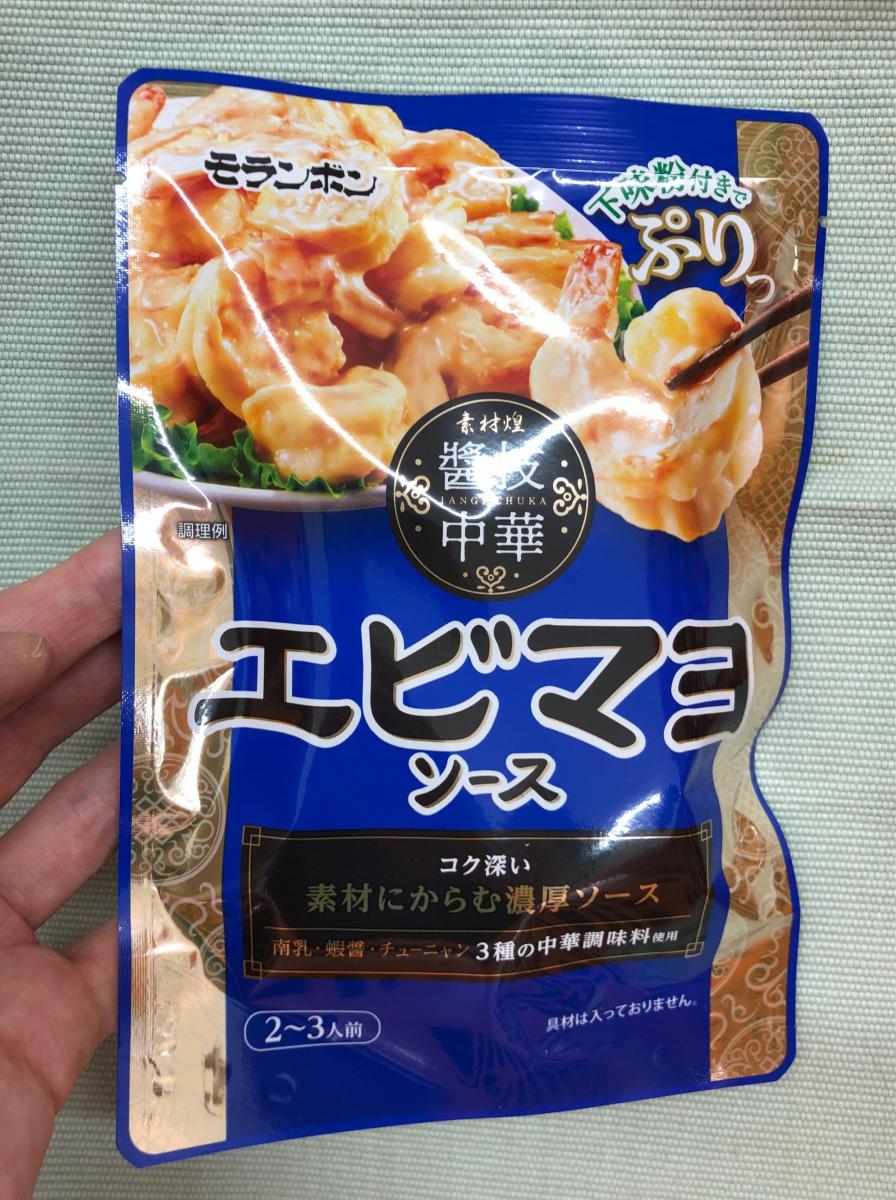 モランボン
下味粉付きで
ぷりっ
素材煌
醬技
JANGI CHUKA
中華
調理例
エビマヨ
ソース
コク深い
素材にからむ濃厚ソース
南乳・蝦醤・チューニャン 3種の中華調味料使用
2〜3人前
具材は入っておりません。